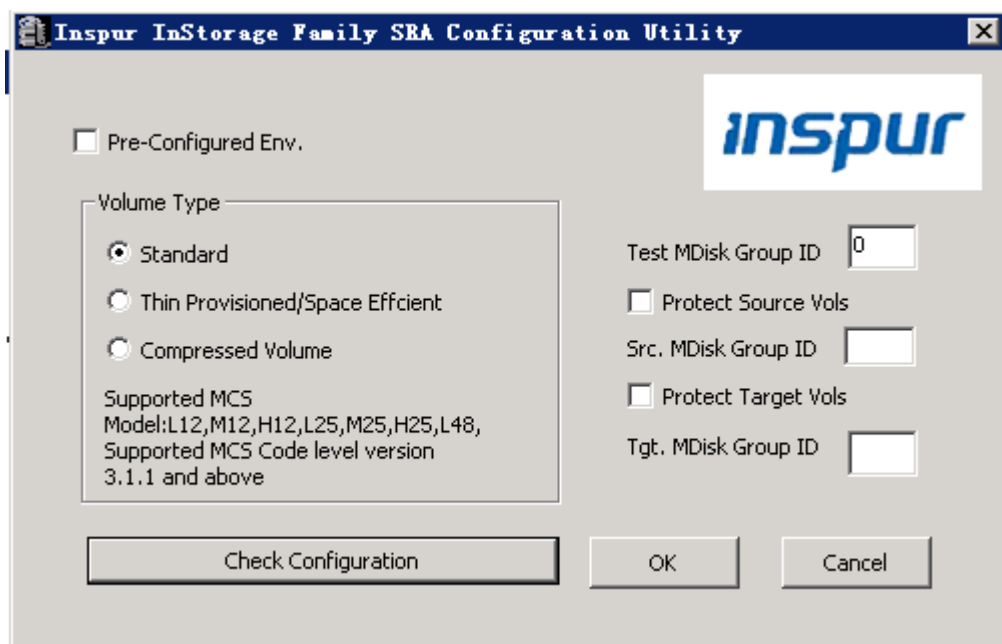 Inspur InStorage Family SRA Configuration Utility
inspur
Pre-Configured Env.
Volume Type
Standard
Thin Provisioned/Space Effcient
Compressed Volume
Supported MCS
Model:L12,M12,H12,L25,M25,H25,L48,
Supported MCS Code level version
3.1.1 and above
Test MDisk Group ID 0
Protect Source Vols
Src. MDisk Group ID
Protect Target Vols
Tgt. MDisk Group ID
Check Configuration
OK
Cancel